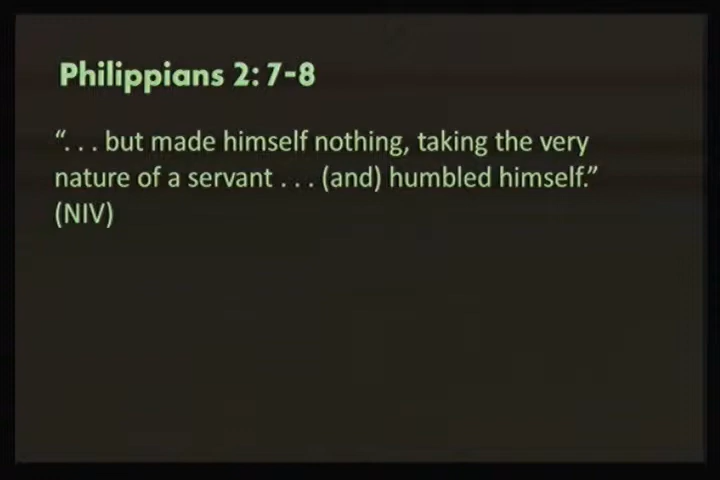 Philippians 2: 7-8
“. . . but made himself nothing, taking the very
nature of a servant . . . (and) humbled himself.”
(NIV)